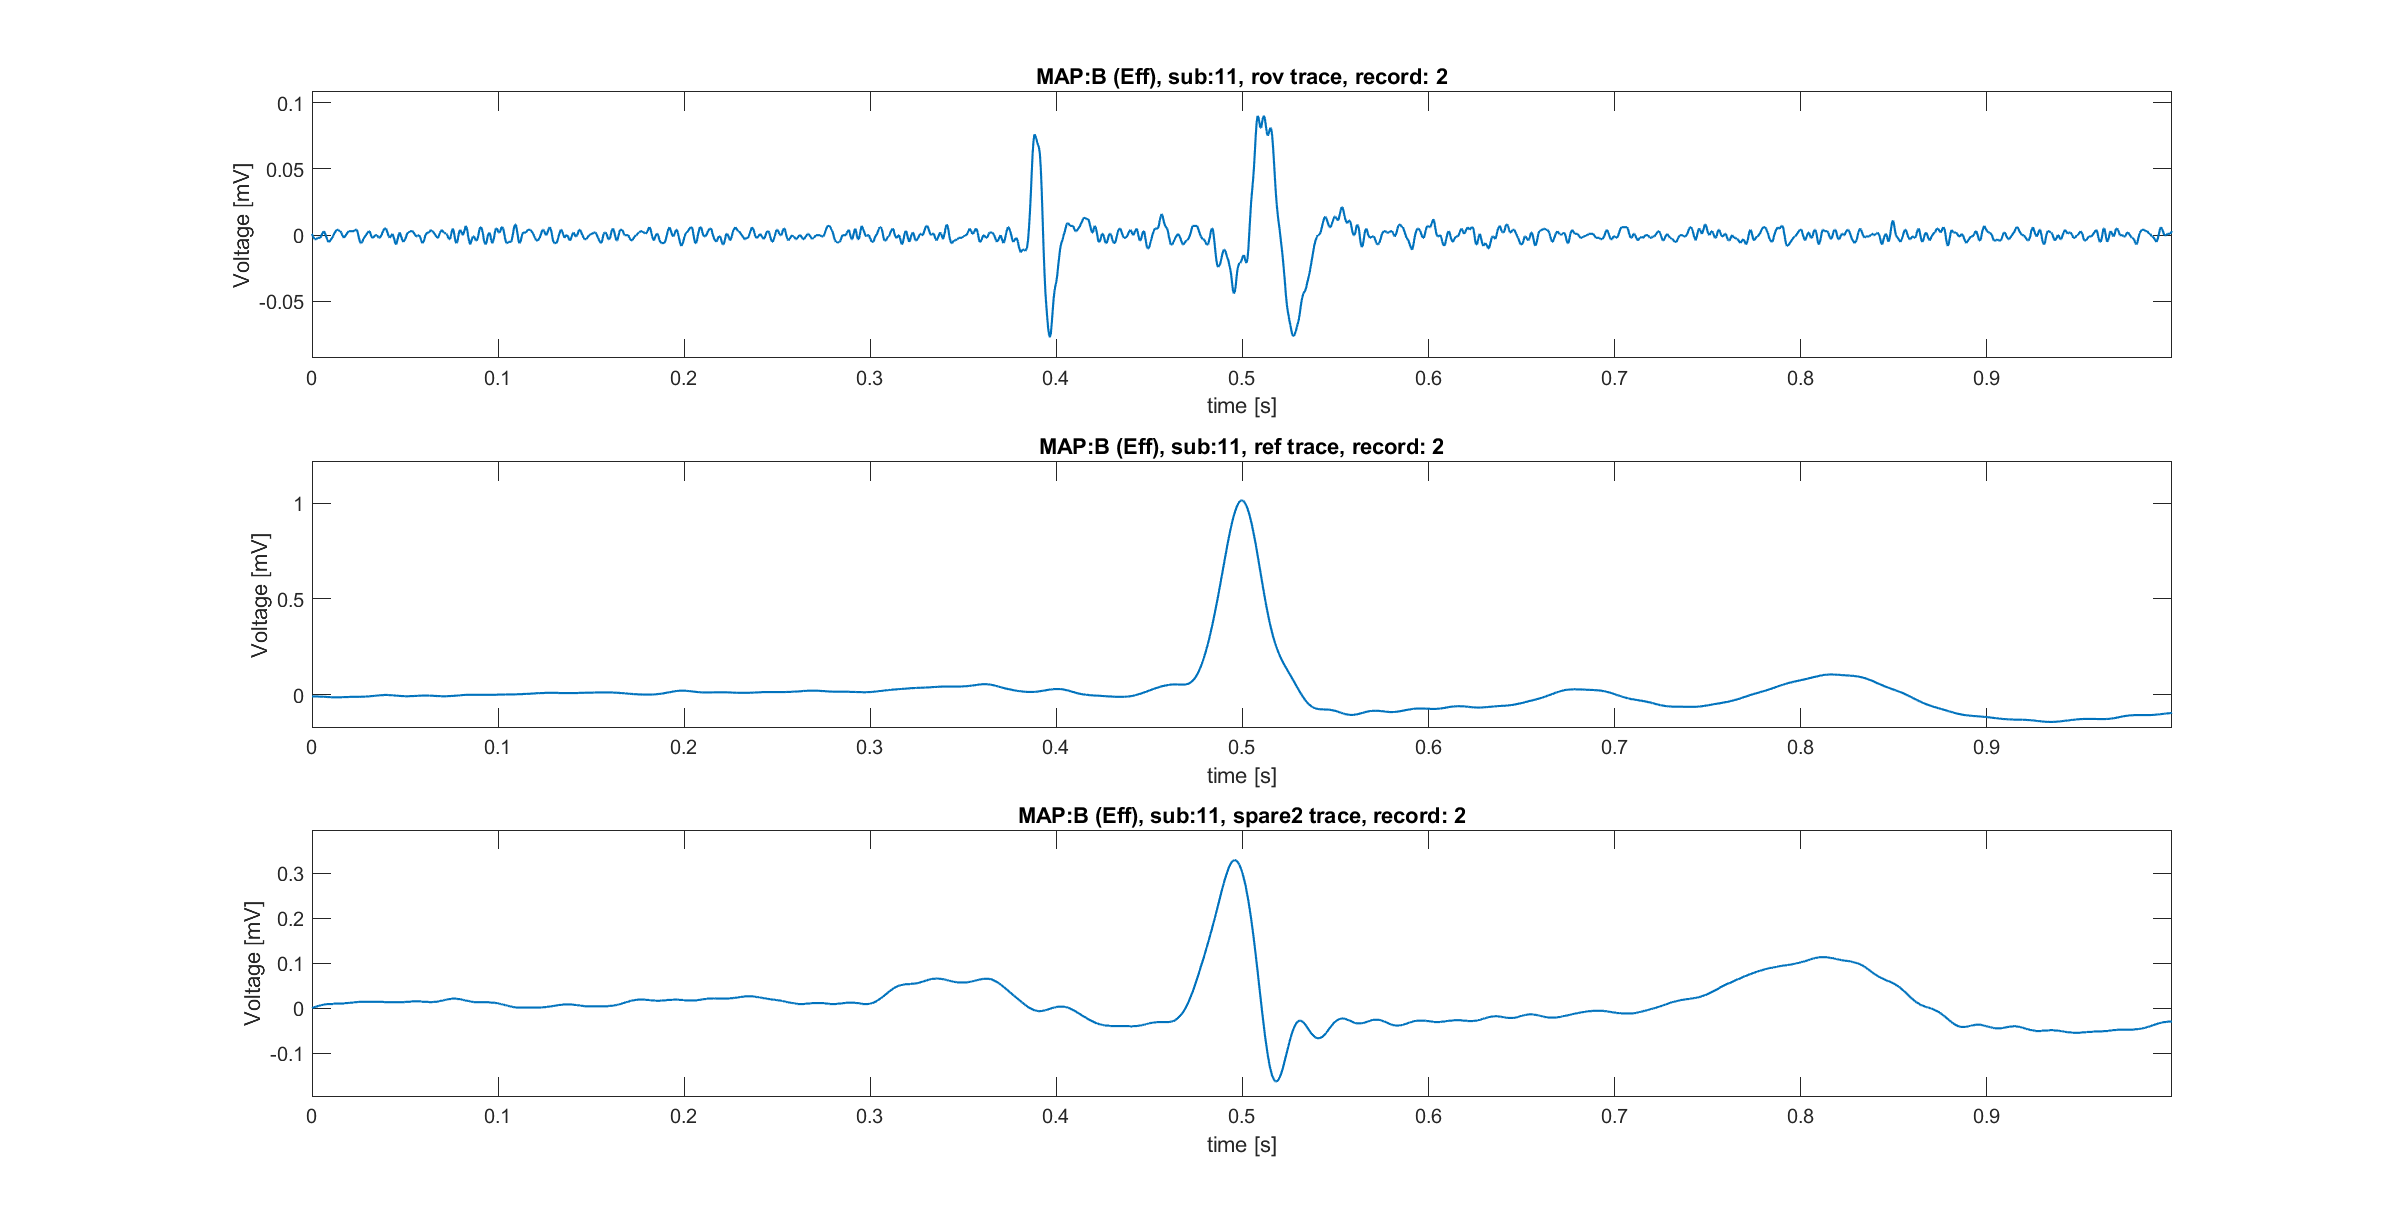 MAP:B (Eff), sub:11, rov trace, record: 2
Voltage [mV]
0.1
0.05
0
-0.05
0 0.1 0.2 0.3 0.4 0.5 0.6 0.7 0.8 0.9
time [s]
MAP:B (Eff), sub:11, ref trace, record: 2
Voltage [mV]
1
0.5
0
0 0.1 0.2 0.3 0.4 0.5 0.6 0.7 0.8 0.9
time [s]
MAP:B (Eff), sub:11, spare2 trace, record: 2
Voltage [mV]
0.3
0.2
0.1
0
-0.1
0 0.1 0.2 0.3 0.4 0.5 0.6 0.7 0.8 0.9
time [s]